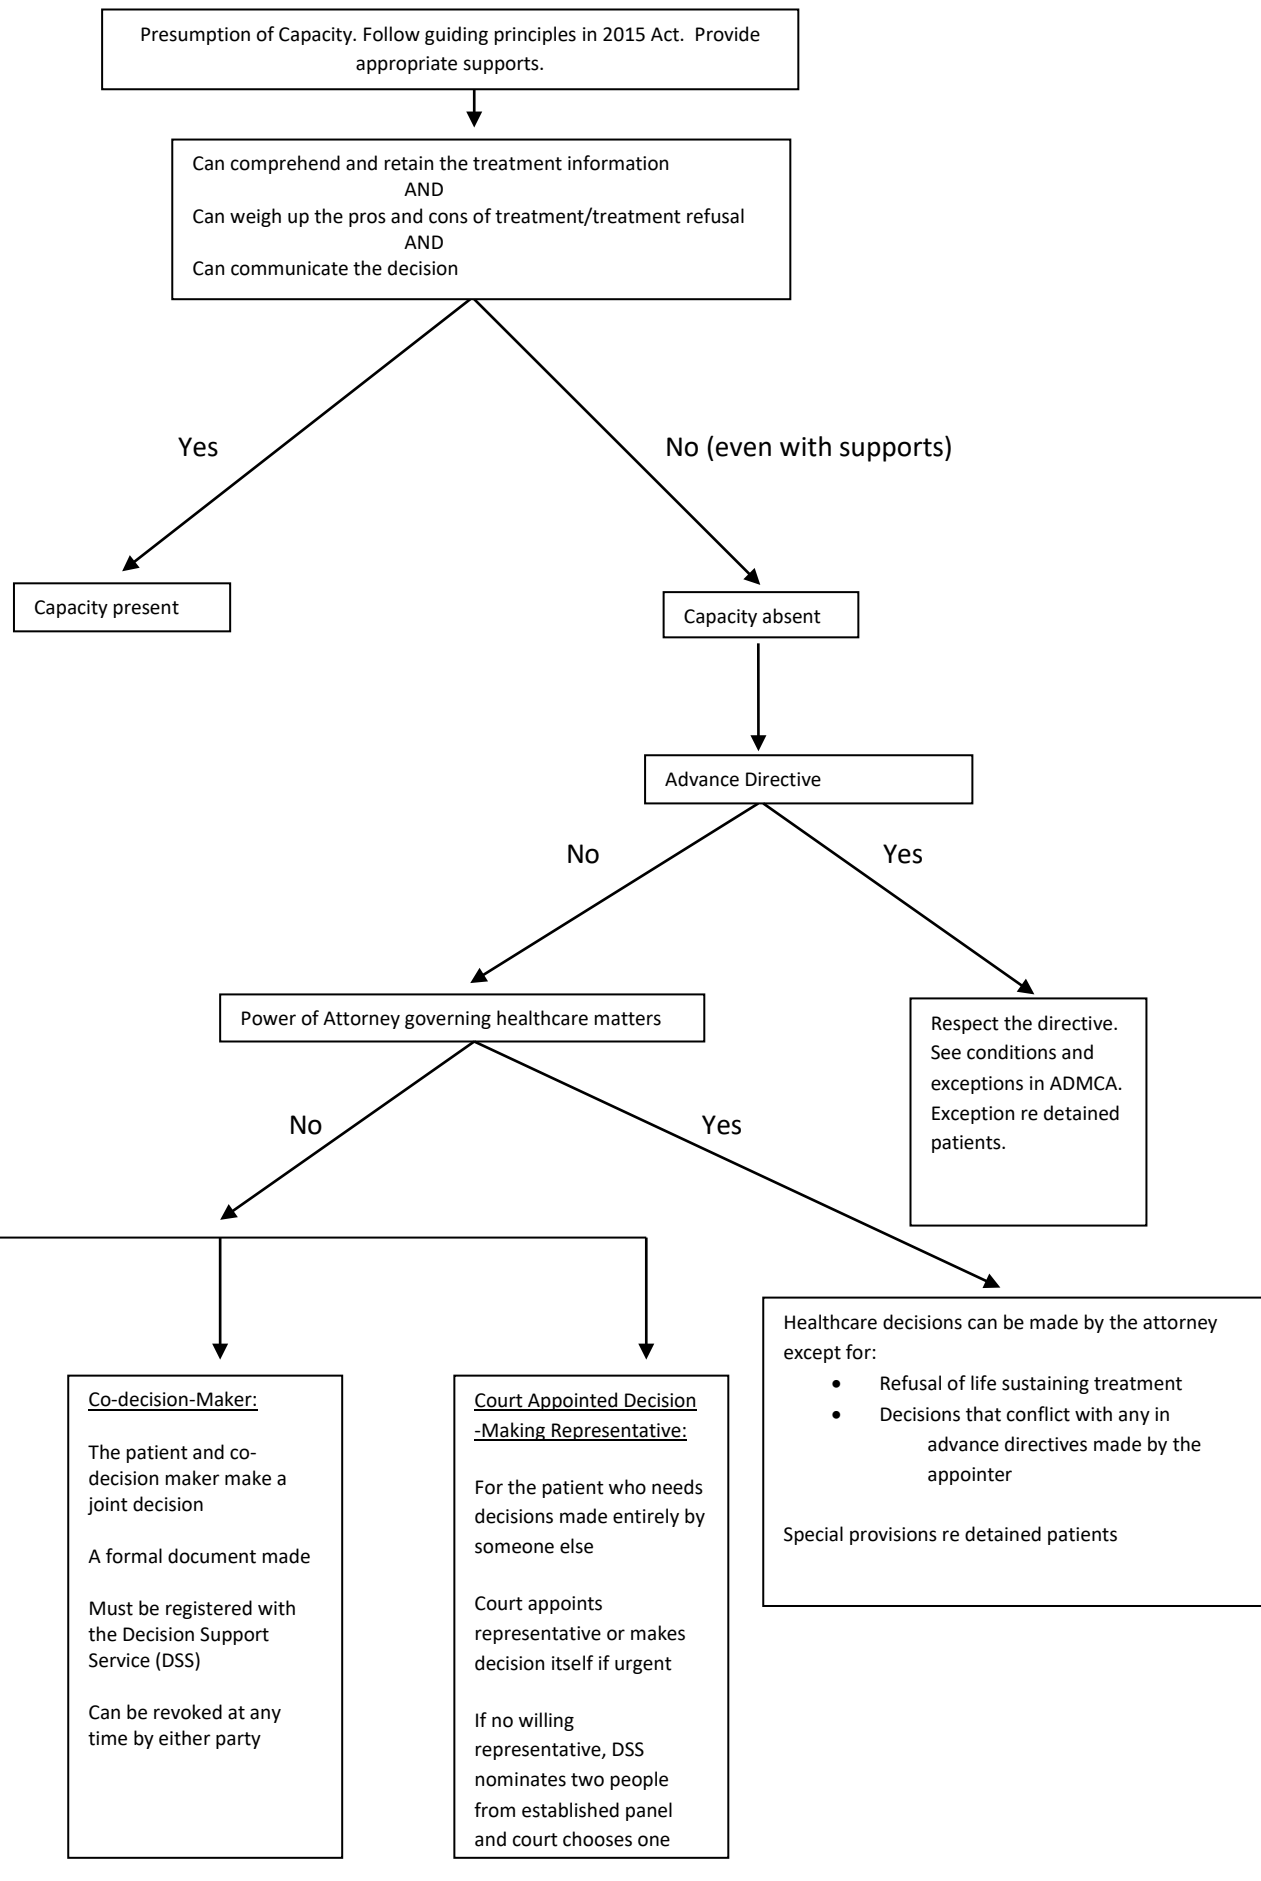 Presumption of Capacity. Follow guiding principles in 2015 Act. Provide
appropriate supports.
Can comprehend and retain the treatment information
AND
Can weigh up the pros and cons of treatment/treatment refusal
AND
Can communicate the decision
Yes
No (even with supports)
Capacity present
Capacity absent
Advance Directive
No
Yes
Power of Attorney governing healthcare matters
Respect the directive.
See conditions and
exceptions in ADMCA.
Exception re detained
patients.
No
Yes
Co-decision-Maker:
The patient and co-
decision maker make a
joint decision
A formal document made
Must be registered with
the Decision Support
Service (DSS)
Can be revoked at any
time by either party
Court Appointed Decision
-Making Representative:
For the patient who needs
decisions made entirely by
someone else
Court appoints
representative or makes
decision itself if urgent
If no willing
representative, DSS
nominates two people
from established panel
and court chooses one
Healthcare decisions can be made by the attorney
except for:
• Refusal of life sustaining treatment
• Decisions that conflict with any in
advance directives made by the
appointer
Special provisions re detained patients